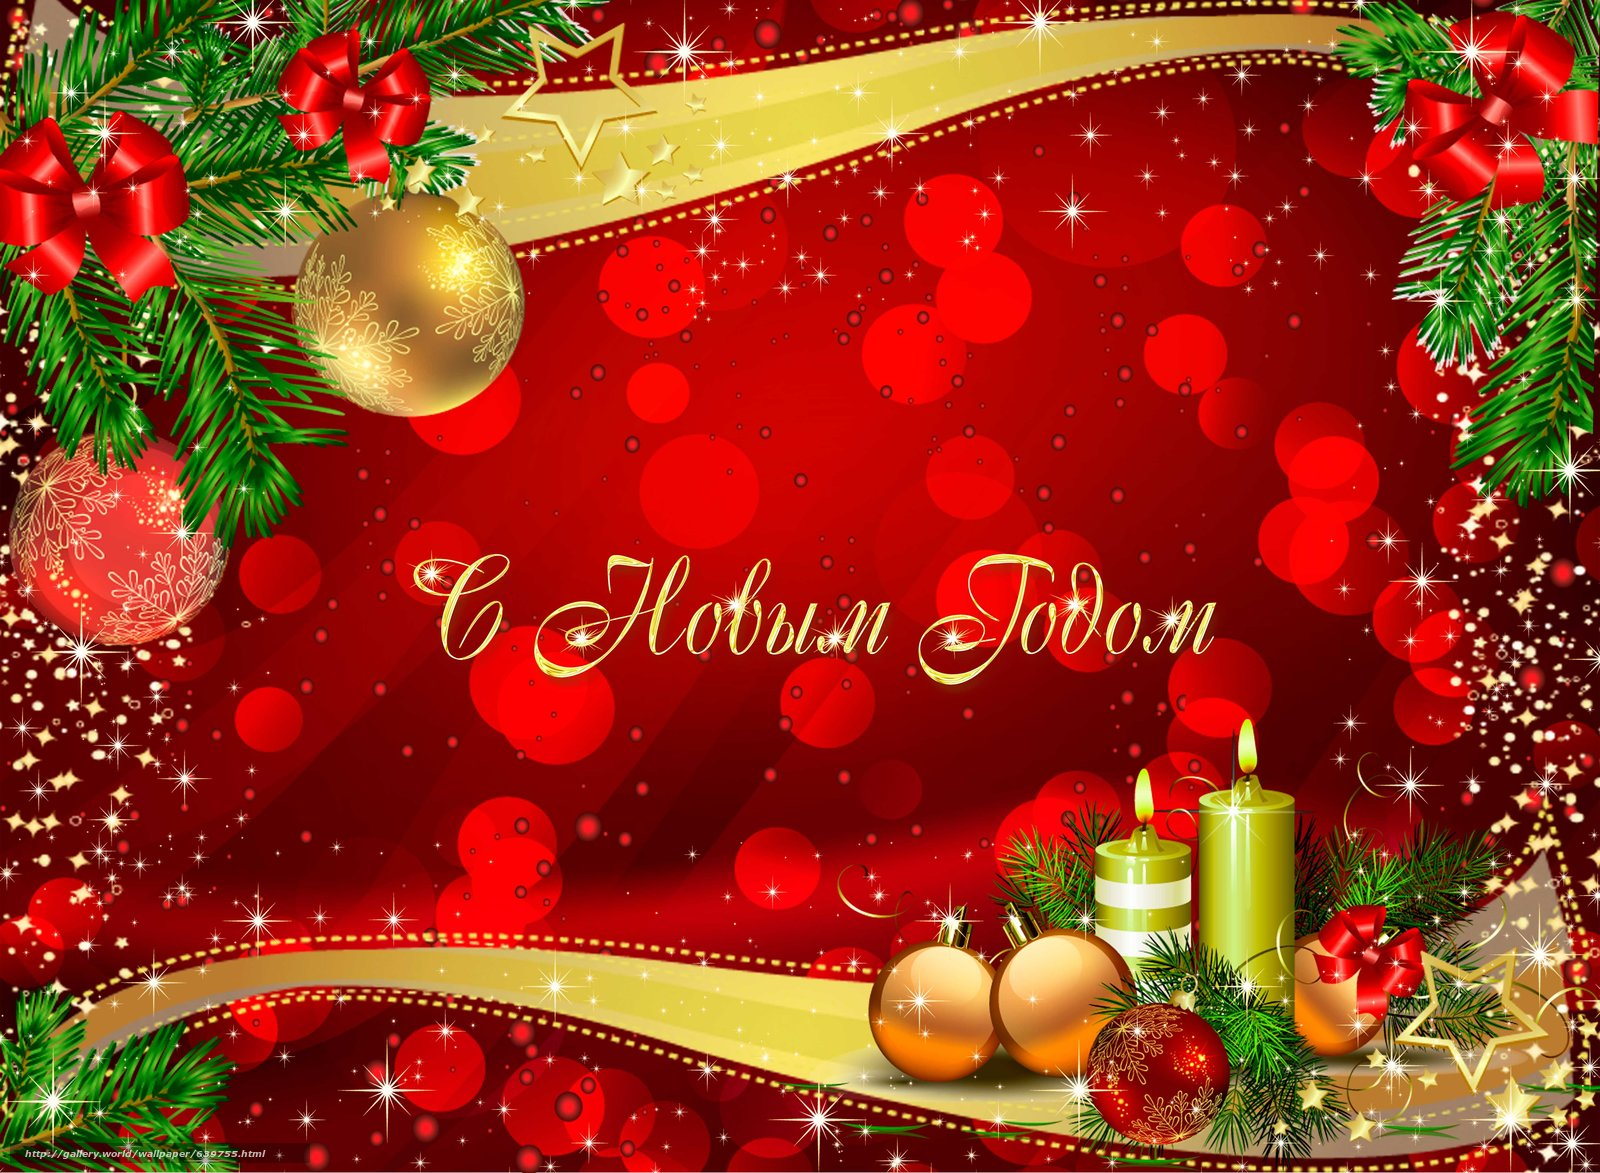 С Новым Годом
http://gallery.world/wallpaper/639755.html